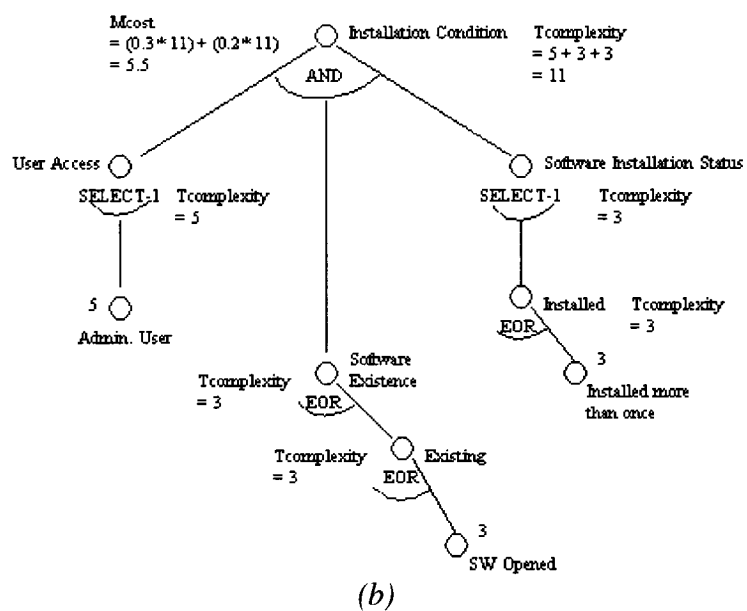 Mcost
= (0.3* 11) + (0.2* 11)
= 5.5
Installation Condition
Tcomplexity
= 5 + 3 + 3
= 11
AND
User Access
SELECT-1
Tcomplexity
= 5
Software Installation Status
SELECT-1
Tcomplexity
= 3
5
Admin. User
Installed
Tcomplexity
= 3
EOR
3
Installed more
than once
Software
Existence
Tcomplexity
= 3
EOR
Tcomplexity
= 3
Existing
EOR
3
SW Opened
(b)